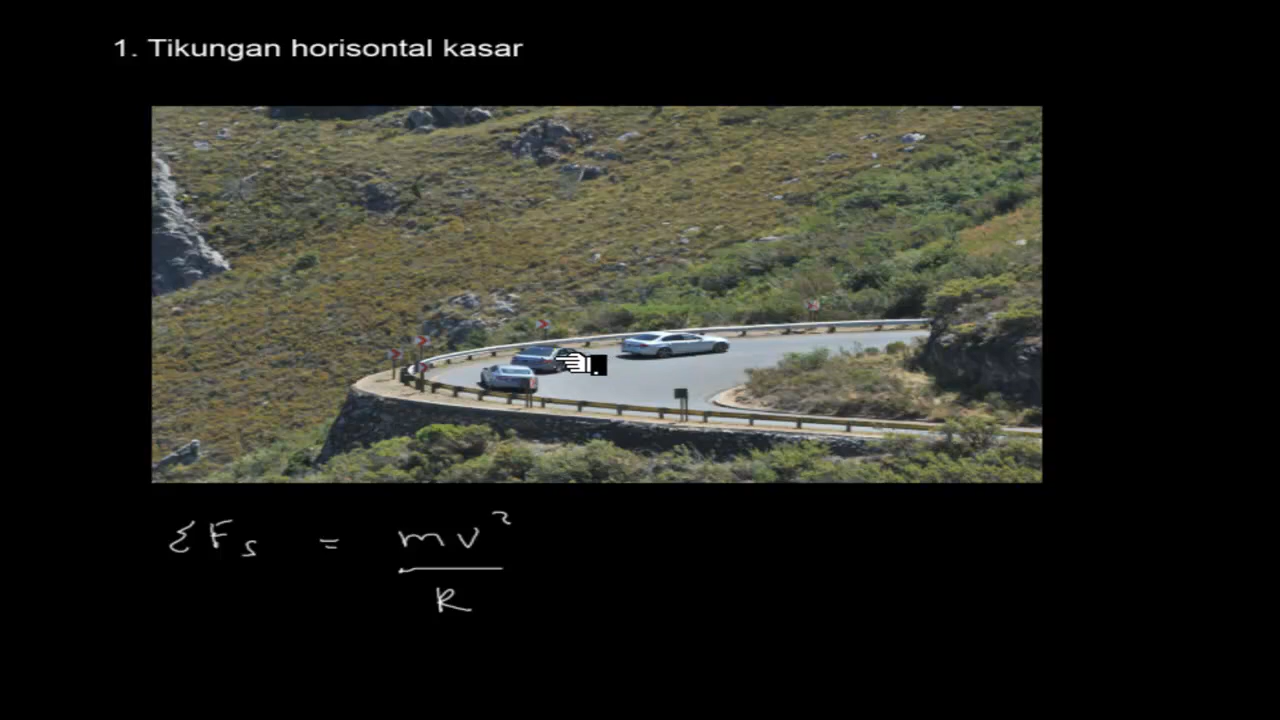 1. Tikungan horisontal kasar
ΣFs = mv²
R